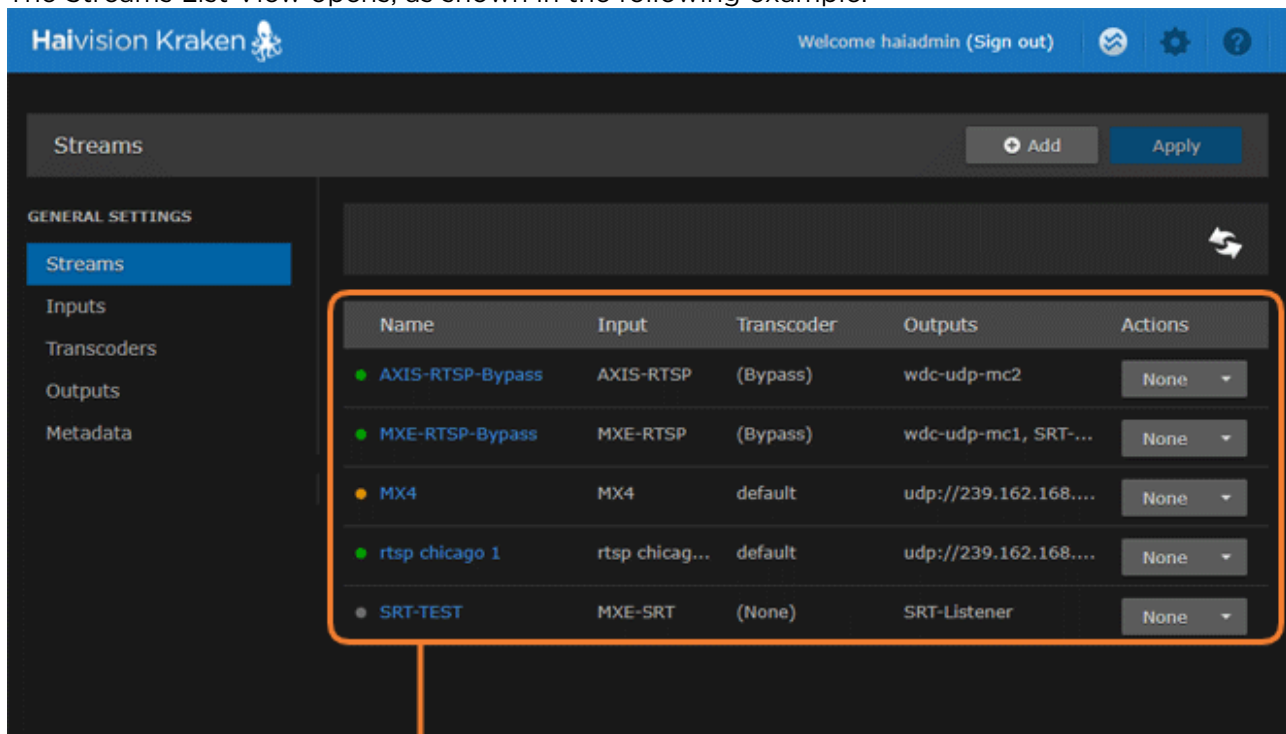 The Streams List View opens, as shown in the following example.
Haivision Kraken
Welcome haiadmin (Sign out)
Streams
Add
Apply
GENERAL SETTINGS
Streams
Inputs
Transcoders
Outputs
Metadata
Name Input Transcoder Outputs Actions
AXIS-RTSP-Bypass AXIS-RTSP (Bypass) wdc-udp-mc2 None
MXE-RTSP-Bypass MXE-RTSP (Bypass) wdc-udp-mc1, SRT-... None
MX4 MX4 default udp://239.162.168.... None
rtsp chicago 1 rtsp chicag... default udp://239.162.168.... None
SRT-TEST MXE-SRT (None) SRT-Listener None